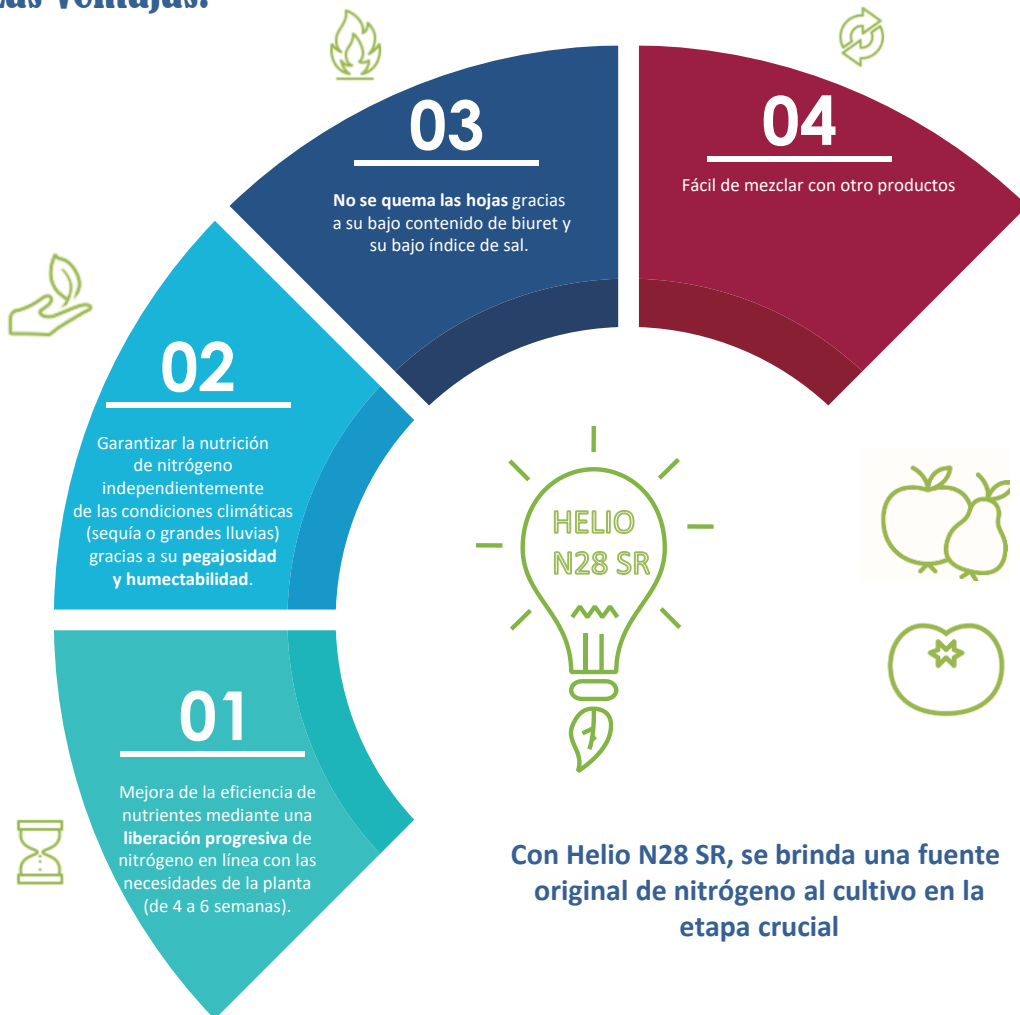 Las ventajas:
03
No se quema las hojas gracias
a su bajo contenido de biuret y
su bajo índice de sal.
04
Fácil de mezclar con otro productos
02
Garantizar la nutrición
de nitrógeno
independientemente
de las condiciones climáticas
(sequía o grandes lluvias)
gracias a su pegajosidad
y humectabilidad.
HELIO
N28 SR
01
Mejora de la eficiencia de
nutrientes mediante una
liberación progresiva de
nitrógeno en línea con las
necesidades de la planta
(de 4 a 6 semanas).
Con Helio N28 SR, se brinda una fuente
original de nitrógeno al cultivo en la
etapa crucial